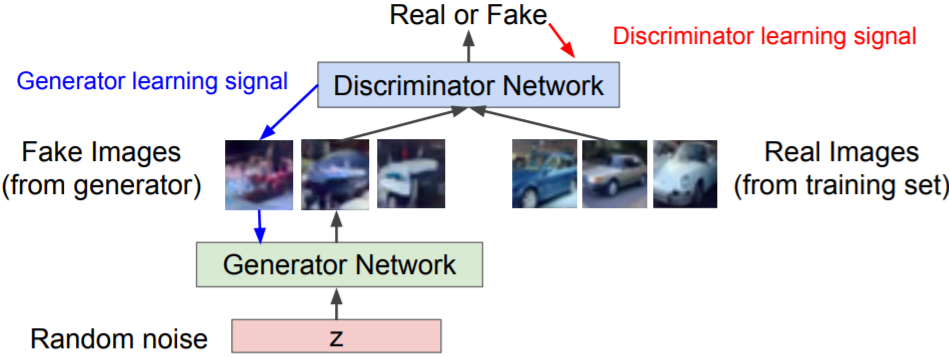 Real or Fake
Discriminator learning signal
Generator learning signal
Discriminator Network
Fake Images
(from generator)
Real Images
(from training set)
Generator Network
Random noise
z